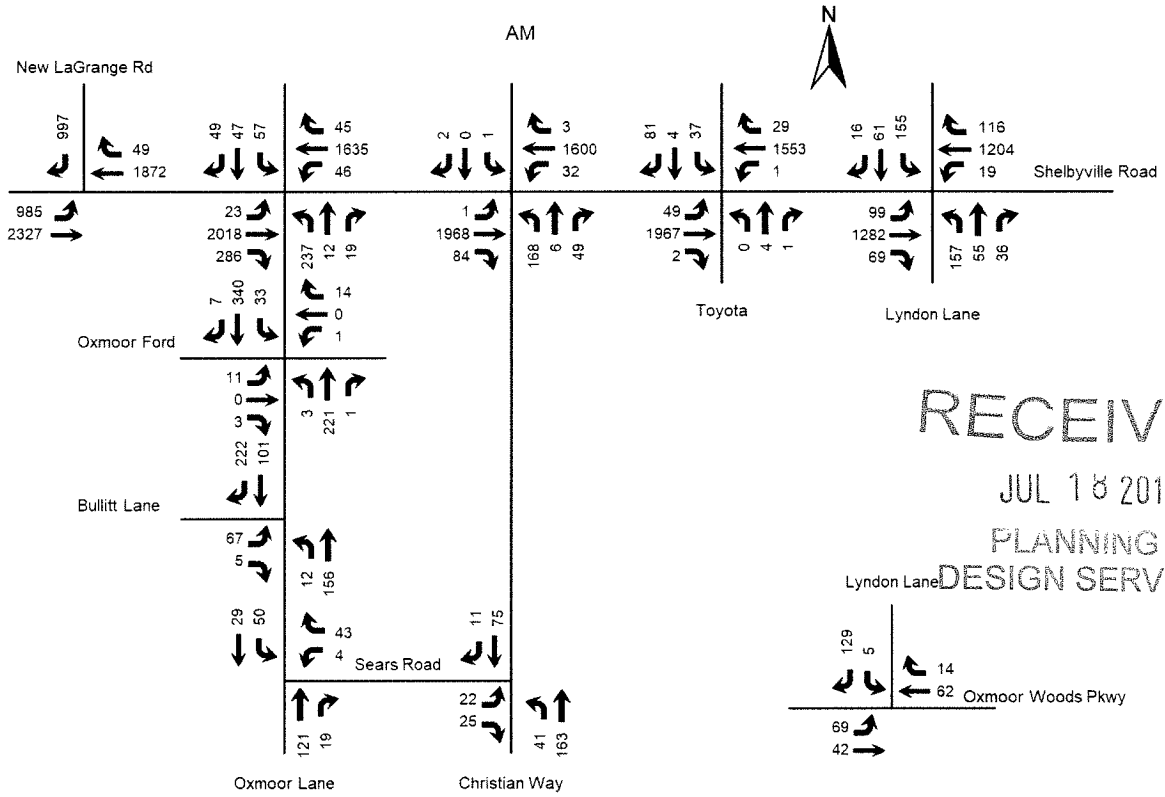 N
AM
New LaGrange Rd
997
49
1872
49 47 57
45
1635
46
2 0 1
3
1600
32
81 4 37
29
1553
1
16 61 155
116
1204
19
Shelbyville Road
985
2327
23
2018
286
237 12 19
1
1968
84
168 6 49
49
1967
2
0 4 1
99
1282
69
157 55 36
Toyota
Lyndon Lane
7 340 33
14
0
1
Oxmoor Ford
11
0
3
3 221 1
222 101
Bullitt Lane
67
5
12 156
29 50
43
4
Sears Road
11 75
121 19
22
25
41 163
Oxmoor Lane
Christian Way
RECEIV
JUL 18 201
PLANNING
DESIGN SERV
Lyndon Lane
129 5
14
62
Oxmoor Woods Pkwy
69
42